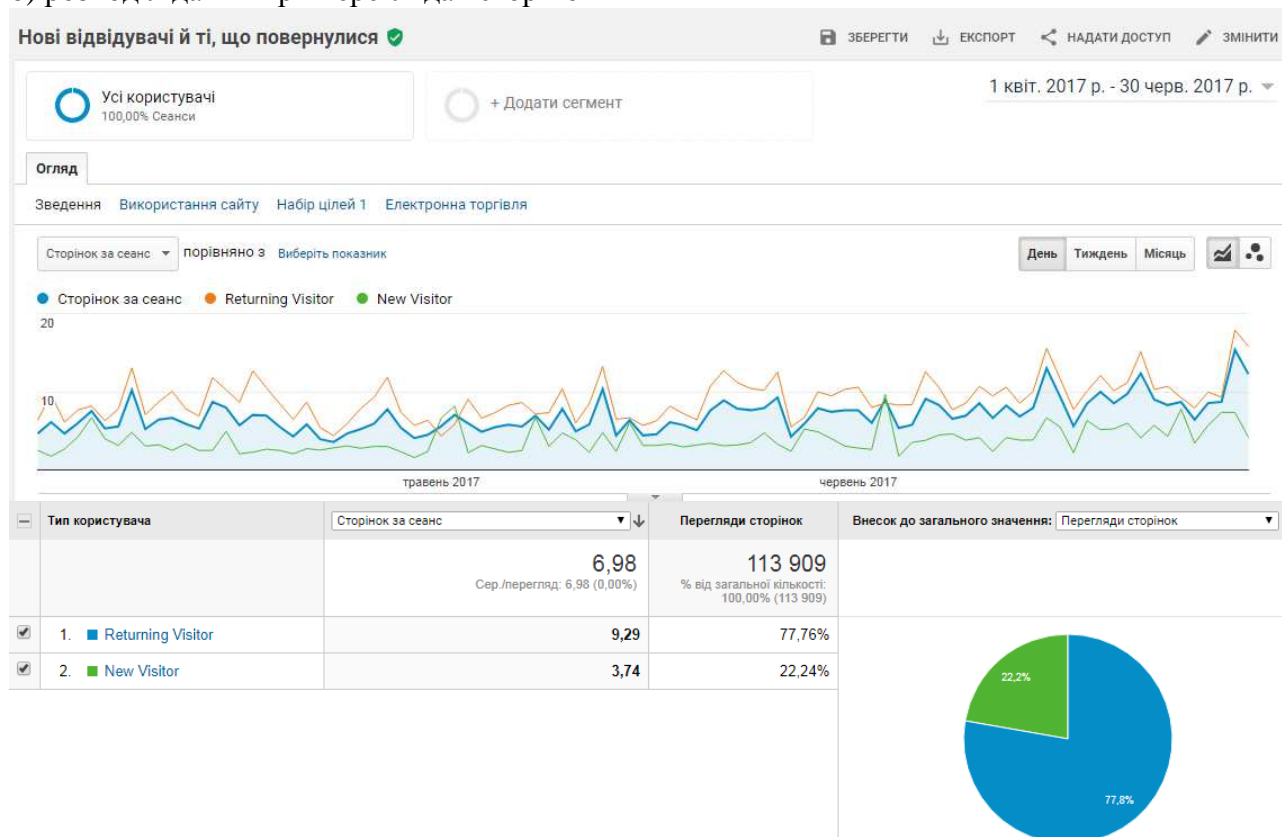 Нові відвідувачі й ті, що повернулися
ЗБЕРЕГТИ ЕКСПОРТ НАДАТИ ДОСТУП ЗМІНИТИ
Усі користувачі
100,00% Сеанси
+ Додати сегмент
1 квіт. 2017 р. - 30 черв. 2017 р.
Огляд
Зведення Використання сайту Набір цілей 1 Електронна торгівля
Сторінок за сеанс порівняно з Виберіть показник
День Тиждень Місяць
Сторінок за сеанс Returning Visitor New Visitor
20
10
травень 2017 червень 2017
Тип користувача Сторінок за сеанс Перегляди сторінок Внесок до загального значення: Перегляди сторінок
6,98
Сер./перегляд: 6,98 (0,00%)
113 909
% від загальної кількості:
100,00% (113 909)
1. Returning Visitor 9,29 77,76%
2. New Visitor 3,74 22,24%
22,2%
77,8%